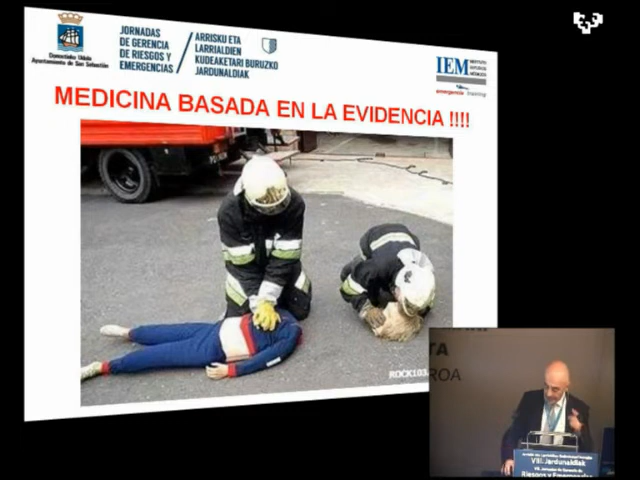 Donostiako Udala
Ayuntamiento de San Sebastián
JORNADAS
DE GERENCIA
DE RIESGOS Y
EMERGENCIAS
ARRISKU ETA
LARRIALDIEN
KUDEAKETARI BURUZKO
JARDUNALDIAK
IEM
emergencia training
MEDICINA BASADA EN LA EVIDENCIA !!!!
ROCK103.
TA
ROA
VIII. Jardunaldiak
Riesgos y Emergencias